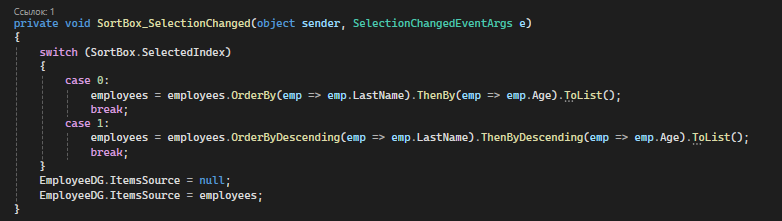 Ссылок: 1
private void SortBox_SelectionChanged(object sender, SelectionChangedEventArgs e)
{
    switch (SortBox.SelectedIndex)
    {
        case 0:
            employees = employees.OrderBy(emp => emp.LastName).ThenBy(emp => emp.Age).ToList();
            break;
        case 1:
            employees = employees.OrderByDescending(emp => emp.LastName).ThenByDescending(emp => emp.Age).ToList();
            break;
    }
    EmployeeDG.ItemsSource = null;
    EmployeeDG.ItemsSource = employees;
}